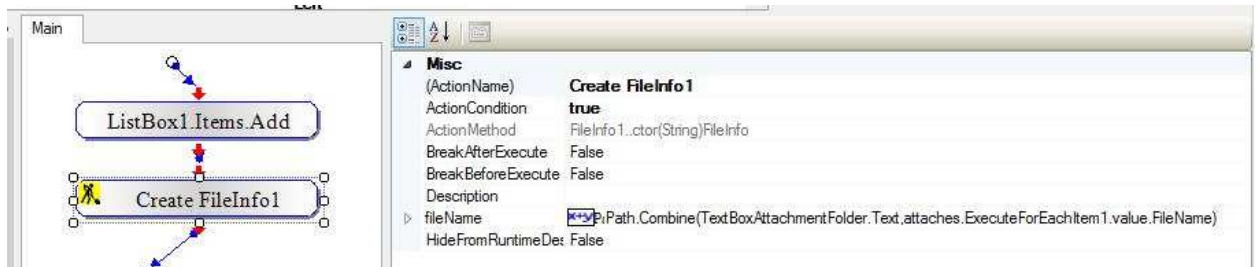 Main
ListBox1.Items.Add
Create FileInfo1
Misc
(ActionName) Create FileInfo1
ActionCondition true
ActionMethod FileInfo1..ctor(String)FileInfo
BreakAfterExecute False
BreakBeforeExecute False
Description
fileName Path.Combine(TextBoxAttachmentFolder.Text,attaches.ExecuteForEachItem1.value.FileName)
HideFromRuntimeDes False